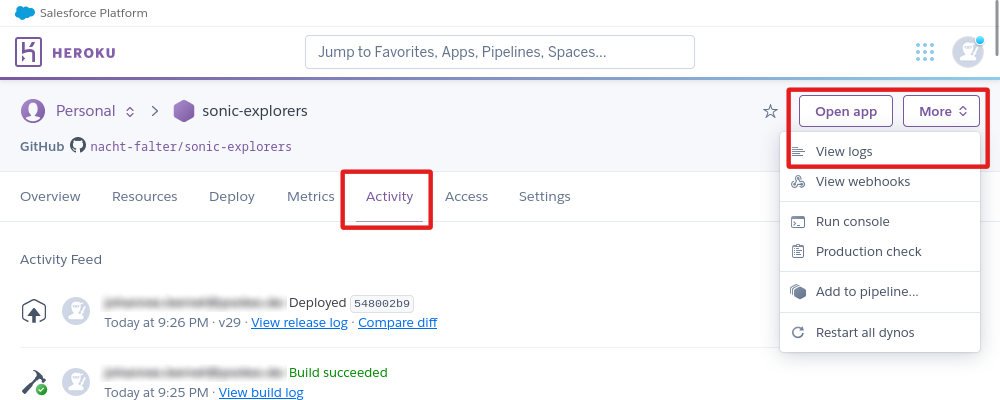 Salesforce Platform
HEROKU
Jump to Favorites, Apps, Pipelines, Spaces...
Personal
sonic-explorers
Open app
More
GitHub nacht-falter/sonic-explorers
View logs
View webhooks
Run console
Production check
Add to pipeline...
Restart all dynos
Overview
Resources
Deploy
Metrics
Activity
Access
Settings
Activity Feed
Deployed 548002b9
Today at 9:26 PM · v29 · View release log · Compare diff
Build succeeded
Today at 9:25 PM · View build log